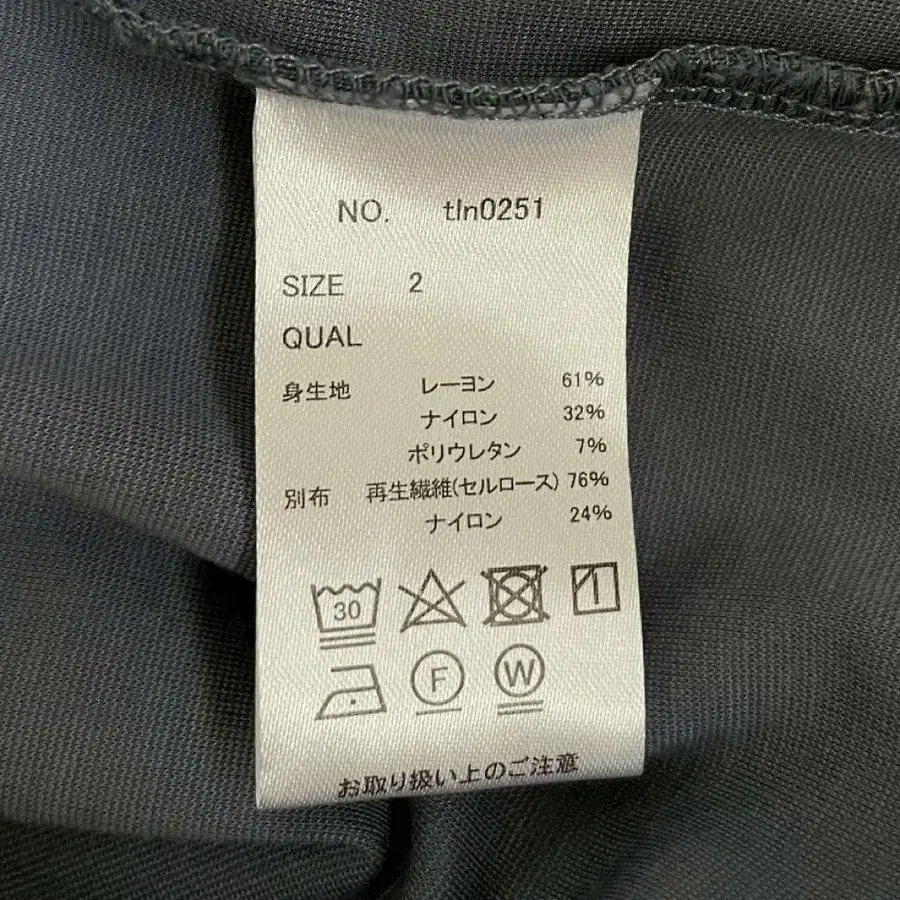 NO. tln0251
SIZE 2
QUAL
身生地 レーヨン 61%
ナイロン 32%
ポリウレタン 7%
別布 再生繊維(セルロース) 76%
ナイロン 24%
30
F W
お取り扱い上のご注意